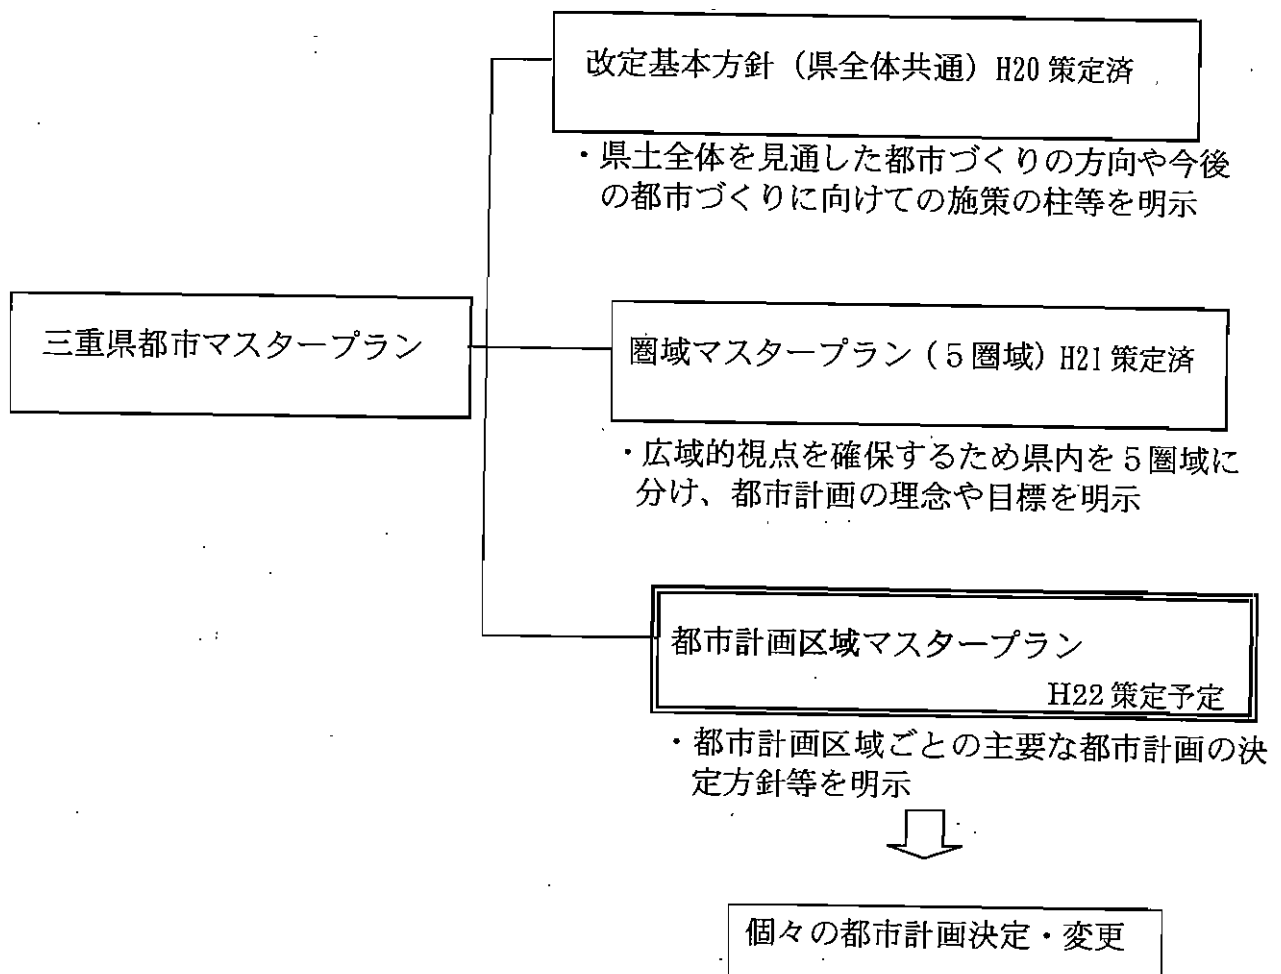 改定基本方針（県全体共通）H20 策定済
・県土全体を見通した都市づくりの方向や今後
の都市づくりに向けての施策の柱等を明示
三重県都市マスタープラン
圏域マスタープラン（５圏域）H21 策定済
・広域的視点を確保するため県内を５圏域に
分け、都市計画の理念や目標を明示
都市計画区域マスタープラン
H22 策定予定
・都市計画区域ごとの主要な都市計画の決
定方針等を明示
個々の都市計画決定・変更